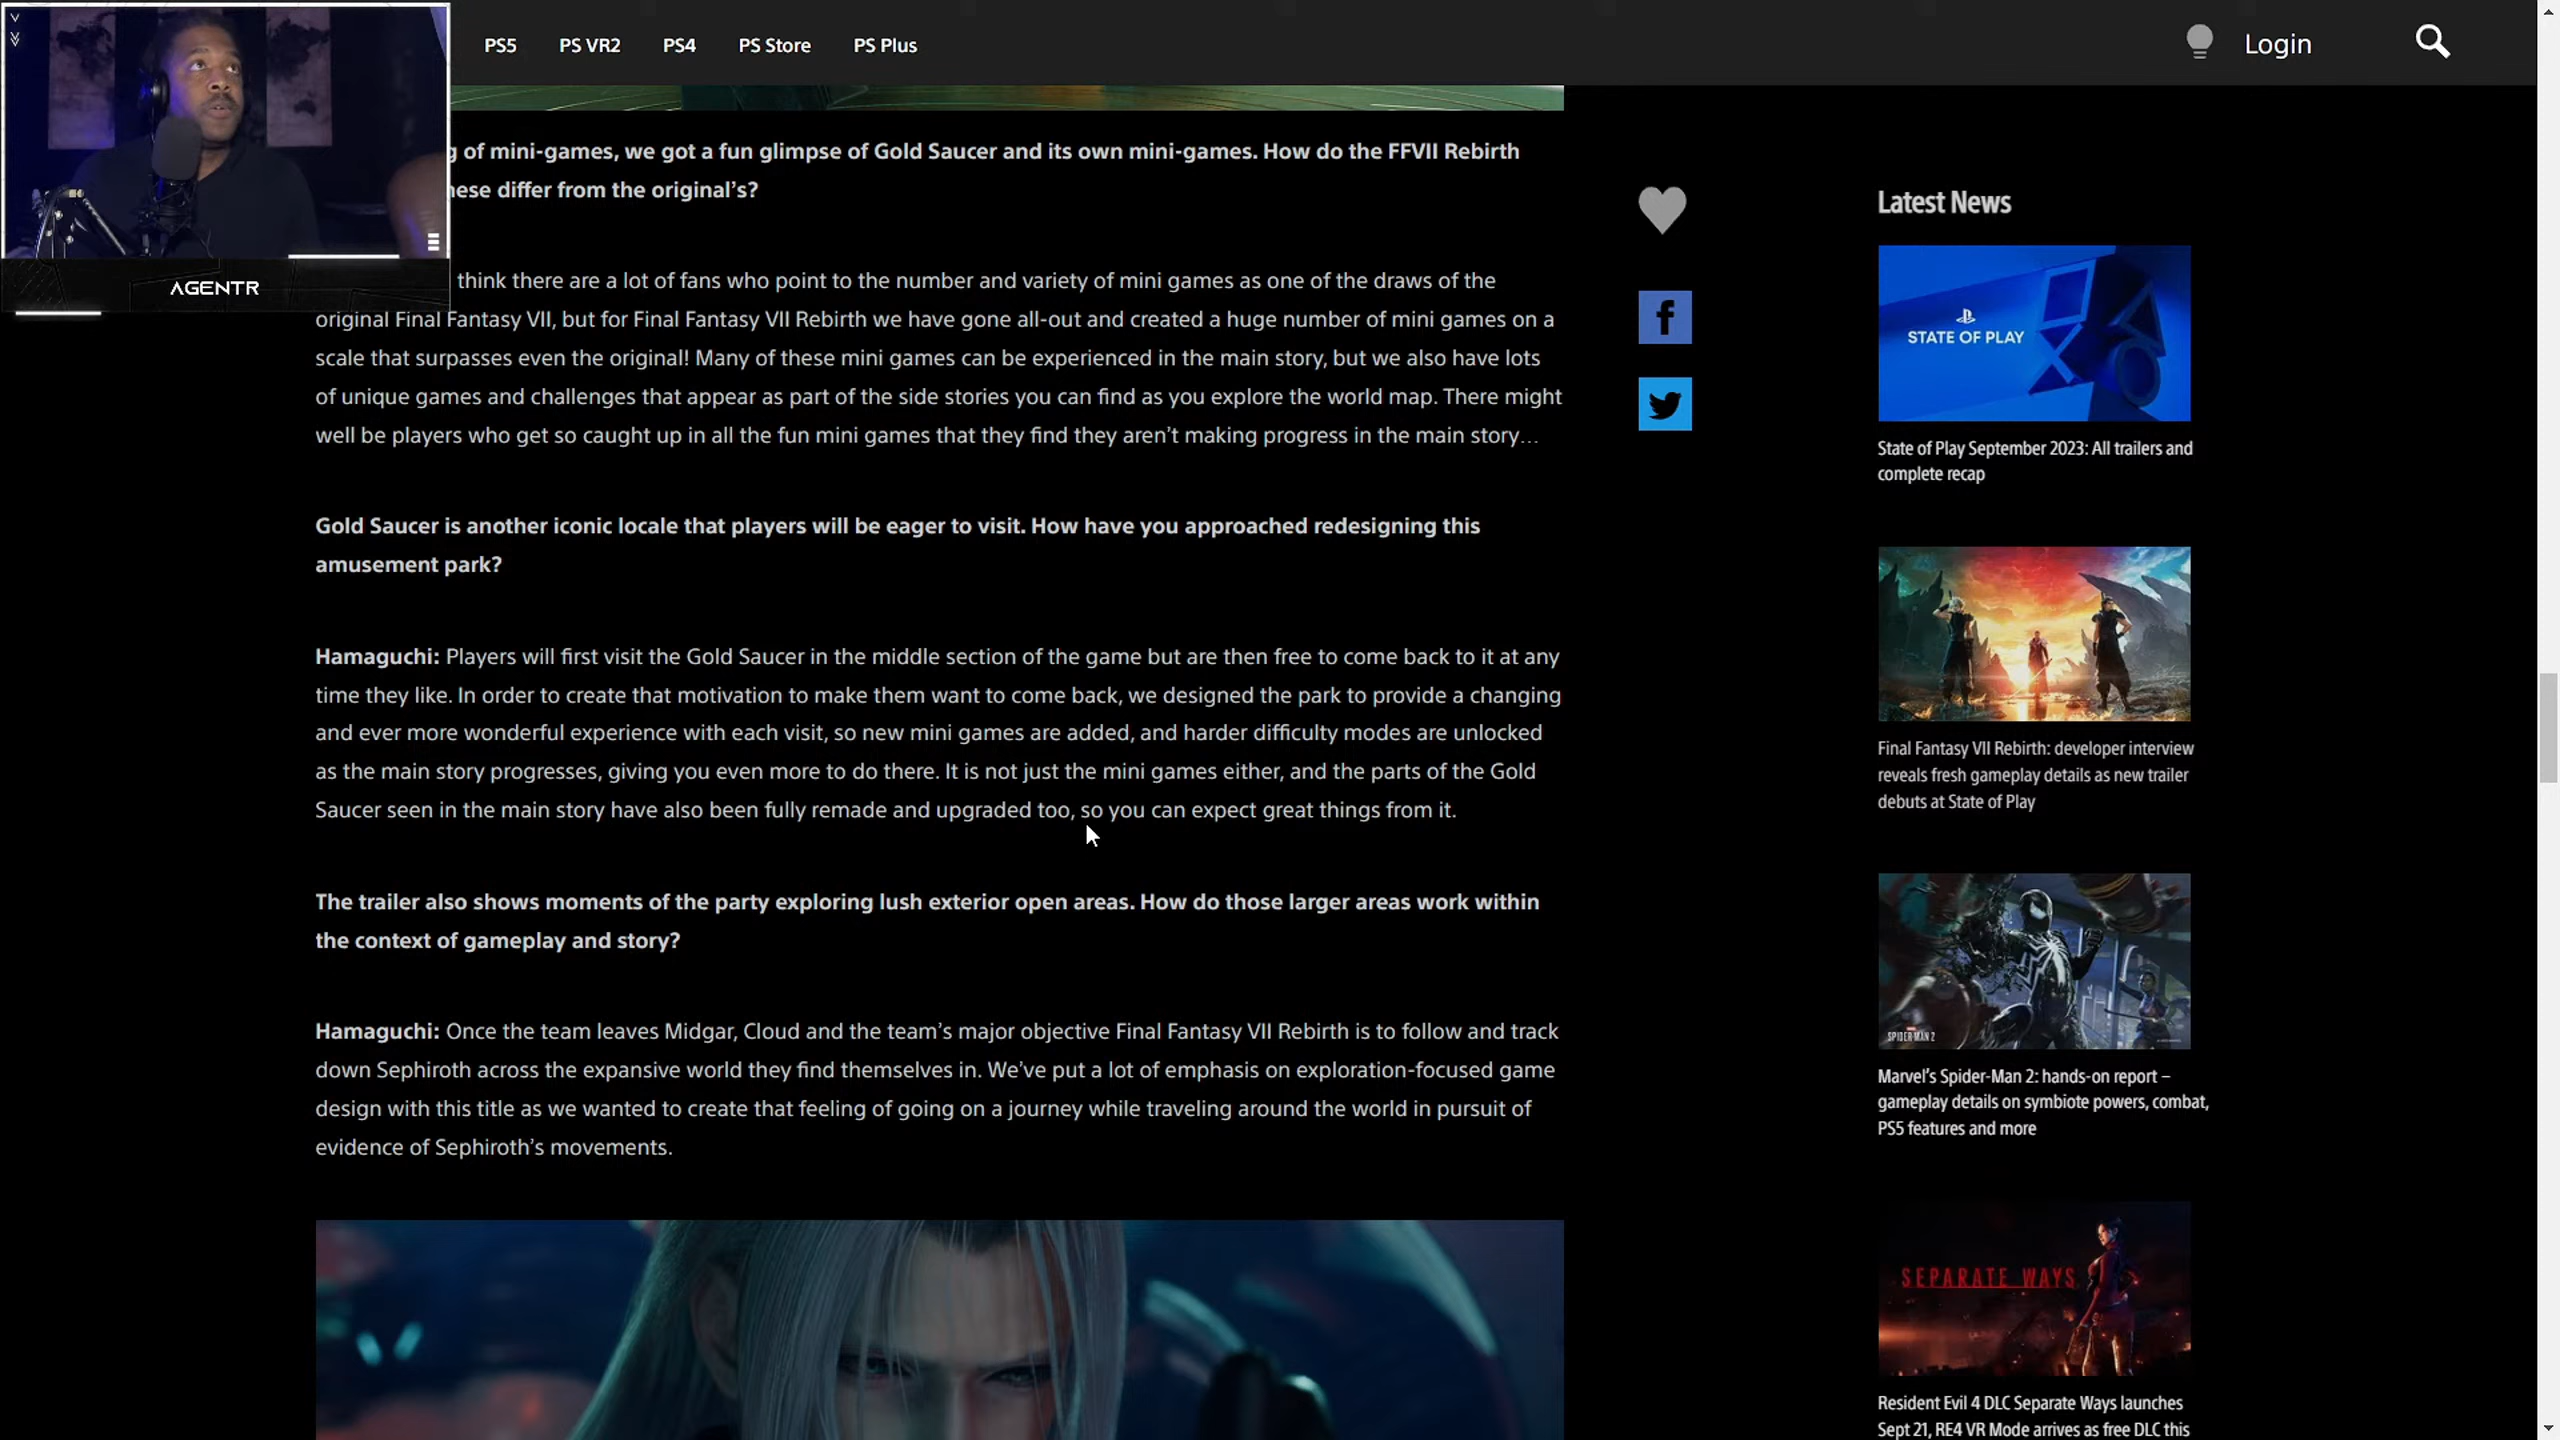 PS5 PS VR2 PS4 PS Store PS Plus
Login
AGENTR
of mini-games, we got a fun glimpse of Gold Saucer and its own mini-games. How do the FFVII Rebirth
differ from the original's?
think there are a lot of fans who point to the number and variety of mini games as one of the draws of the
original Final Fantasy VII, but for Final Fantasy VII Rebirth we have gone all-out and created a huge number of mini games on a
scale that surpasses even the original! Many of these mini games can be experienced in the main story, but we also have lots
of unique games and challenges that appear as part of the side stories you can find as you explore the world map. There might
well be players who get so caught up in all the fun mini games that they find they aren't making progress in the main story…
Gold Saucer is another iconic locale that players will be eager to visit. How have you approached redesigning this
amusement park?
Hamaguchi: Players will first visit the Gold Saucer in the middle section of the game but are then free to come back to it at any
time they like. In order to create that motivation to make them want to come back, we designed the park to provide a changing
and ever more wonderful experience with each visit, so new mini games are added, and harder difficulty modes are unlocked
as the main story progresses, giving you even more to do there. It is not just the mini games either, and the parts of the Gold
Saucer seen in the main story have also been fully remade and upgraded too, so you can expect great things from it.
The trailer also shows moments of the party exploring lush exterior open areas. How do those larger areas work within
the context of gameplay and story?
Hamaguchi: Once the team leaves Midgar, Cloud and the team's major objective Final Fantasy VII Rebirth is to follow and track
down Sephiroth across the expansive world they find themselves in. We've put a lot of emphasis on exploration-focused game
design with this title as we wanted to create that feeling of going on a journey while traveling around the world in pursuit of
evidence of Sephiroth's movements.
Latest News
STATE OF PLAY
State of Play September 2023: All trailers and
complete recap
Final Fantasy VII Rebirth: developer interview
reveals fresh gameplay details as new trailer
debuts at State of Play
SPIDER-MAN 2
Marvel's Spider-Man 2: hands-on report –
gameplay details on symbiote powers, combat,
PS5 features and more
SEPARATE WAYS
Resident Evil 4 DLC Separate Ways launches
Sept 21, RE4 VR Mode arrives as free DLC this